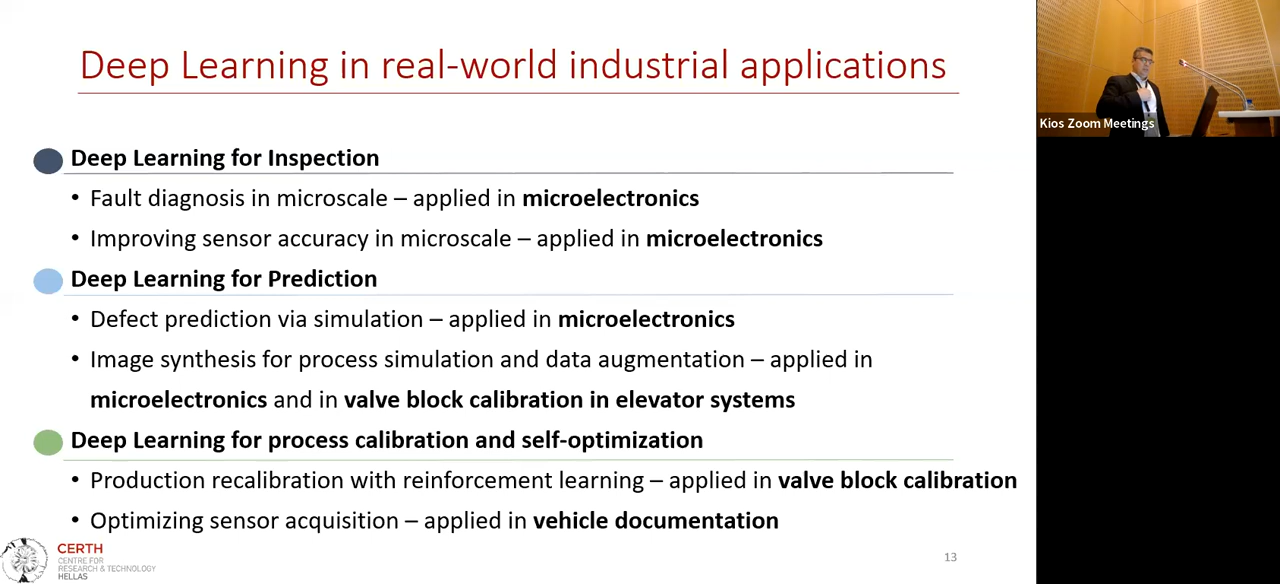 Deep Learning in real-world industrial applications
Kios Zoom Meetings
Deep Learning for Inspection
• Fault diagnosis in microscale – applied in microelectronics
• Improving sensor accuracy in microscale – applied in microelectronics
Deep Learning for Prediction
• Defect prediction via simulation – applied in microelectronics
• Image synthesis for process simulation and data augmentation – applied in
microelectronics and in valve block calibration in elevator systems
Deep Learning for process calibration and self-optimization
• Production recalibration with reinforcement learning – applied in valve block calibration
• Optimizing sensor acquisition – applied in vehicle documentation
CERTH
CENTRE FOR
RESEARCH & TECHNOLOGY
HELLAS
13